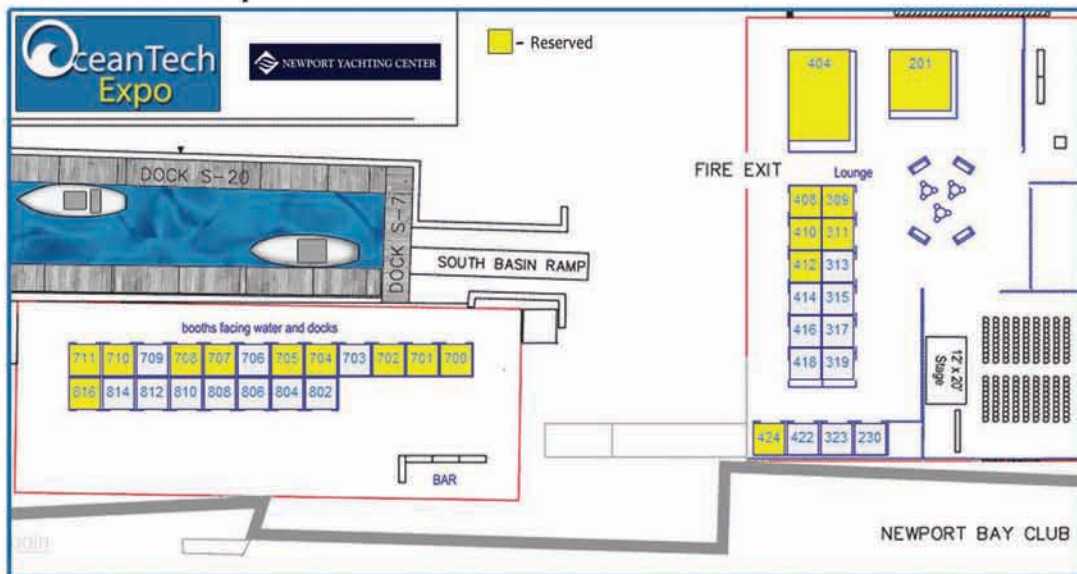 OceanTech
Expo
NEWPORT YACHTING CENTER
- Reserved
404
201
FIRE EXIT
Lounge
DOCK S-20
DOCK S-7
SOUTH BASIN RAMP
408 309
410 311
412 313
414 315
416 317
418 319
12' x 20'
Stage
booths facing water and docks
711 710 709 708 707 706 705 704 703 702 701 700
816 814 812 810 808 806 804 802
424 422 323 230
BAR
NEWPORT BAY CLUB